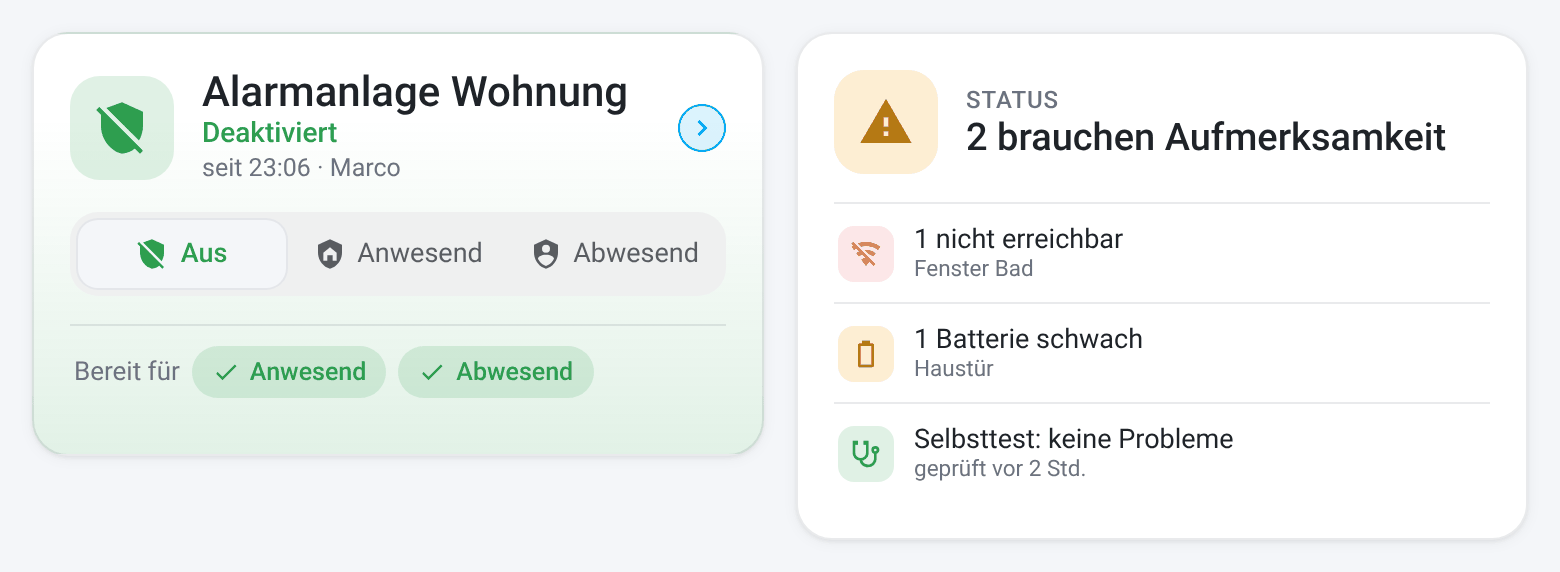 Alarmanlage Wohnung
Deaktiviert
seit 23:06 · Marco
Aus
Anwesend
Abwesend
Bereit für
Anwesend
Abwesend
STATUS
2 brauchen Aufmerksamkeit
1 nicht erreichbar
Fenster Bad
1 Batterie schwach
Haustür
Selbsttest: keine Probleme
geprüft vor 2 Std.